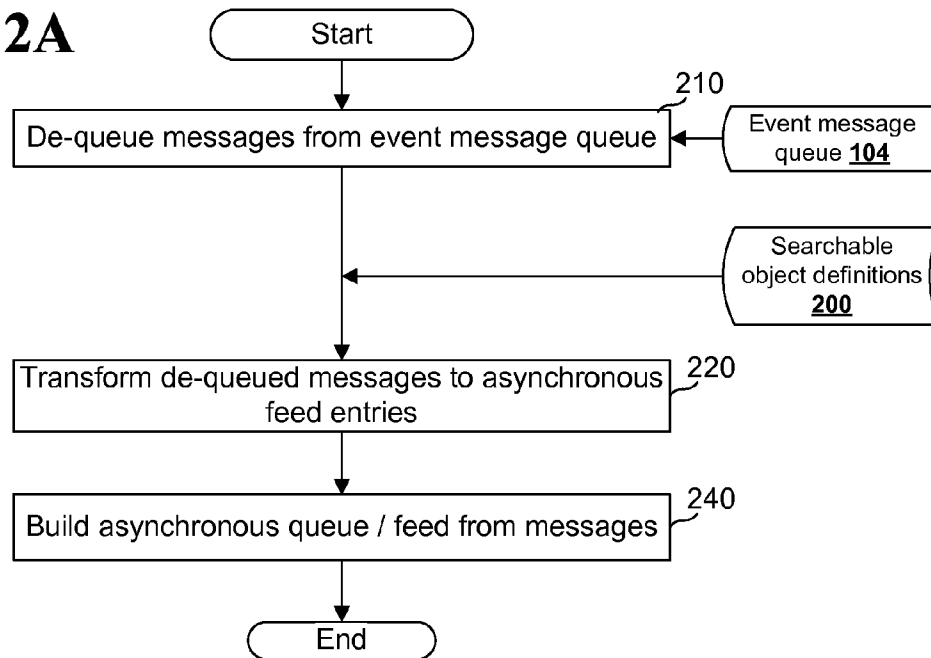 2A
Start
210
De-queue messages from event message queue
Event message
queue 104
Searchable
object definitions
200
Transform de-queued messages to asynchronous
feed entries
220
Build asynchronous queue / feed from messages
240
End